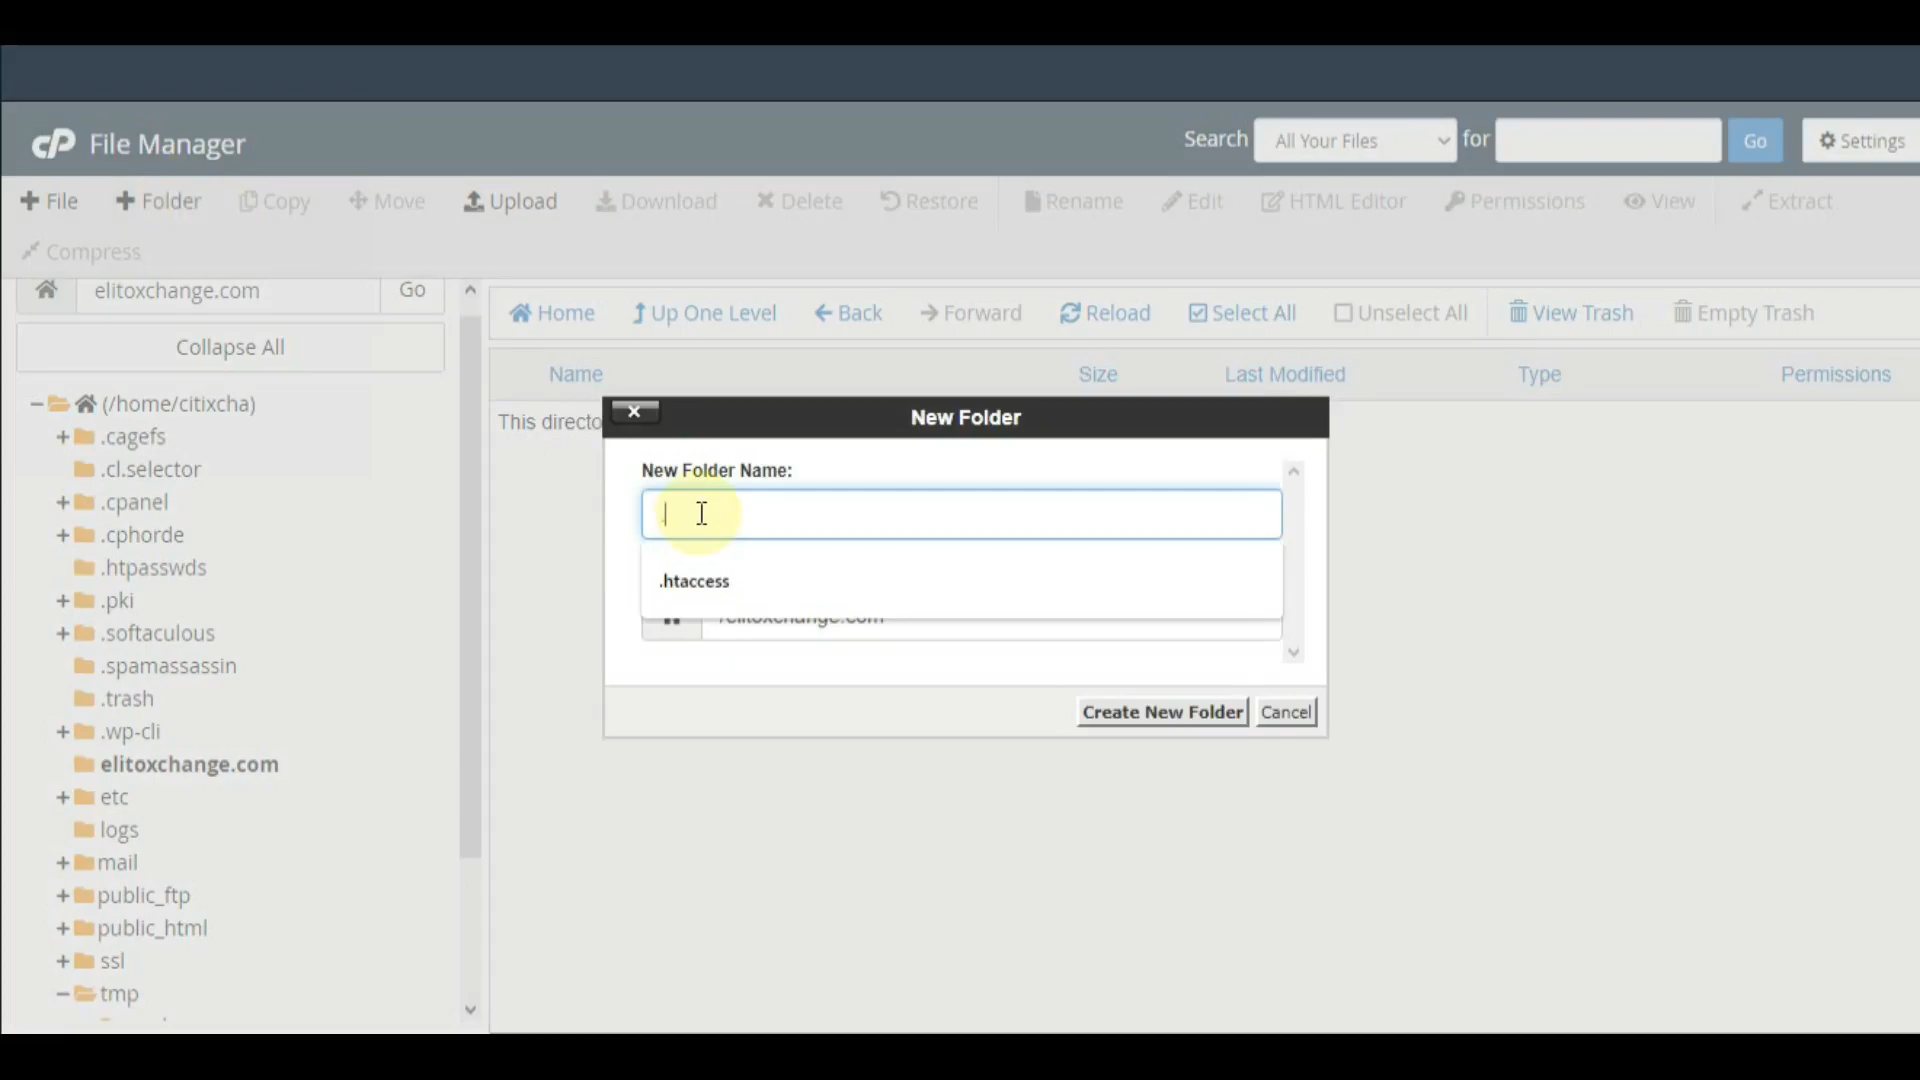 cP File Manager
Search All Your Files for Go Settings
File Folder Copy Move Upload Download Delete Restore Rename Edit HTML Editor Permissions View Extract
Compress
elitoxchange.com Go
Home Up One Level Back Forward Reload Select All Unselect All View Trash Empty Trash
Collapse All
Name Size Last Modified Type Permissions
(/home/citixcha)
This directo
New Folder
.cagefs
.cl.selector
New Folder Name:
.cpanel
.
.cphorde
.htpasswds
.htaccess
.pki
/elitoxchange.com
.softaculous
.spamassassin
.trash
Create New Folder Cancel
.wp-cli
elitoxchange.com
etc
logs
mail
public_ftp
public_html
ssl
tmp